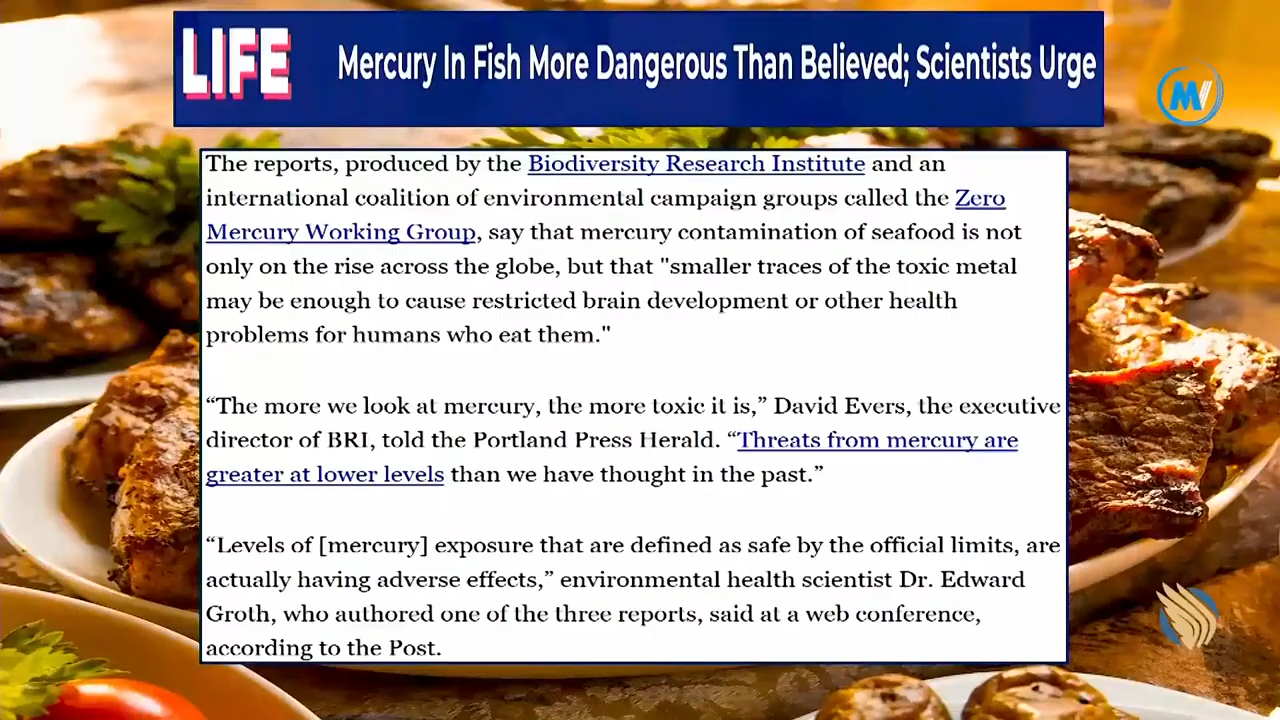 LIFE
Mercury In Fish More Dangerous Than Believed; Scientists Urge
The reports, produced by the Biodiversity Research Institute and an
international coalition of environmental campaign groups called the Zero
Mercury Working Group, say that mercury contamination of seafood is not
only on the rise across the globe, but that "smaller traces of the toxic metal
may be enough to cause restricted brain development or other health
problems for humans who eat them."
“The more we look at mercury, the more toxic it is,” David Evers, the executive
director of BRI, told the Portland Press Herald. “Threats from mercury are
greater at lower levels than we have thought in the past.”
“Levels of [mercury] exposure that are defined as safe by the official limits, are
actually having adverse effects,” environmental health scientist Dr. Edward
Groth, who authored one of the three reports, said at a web conference,
according to the Post.